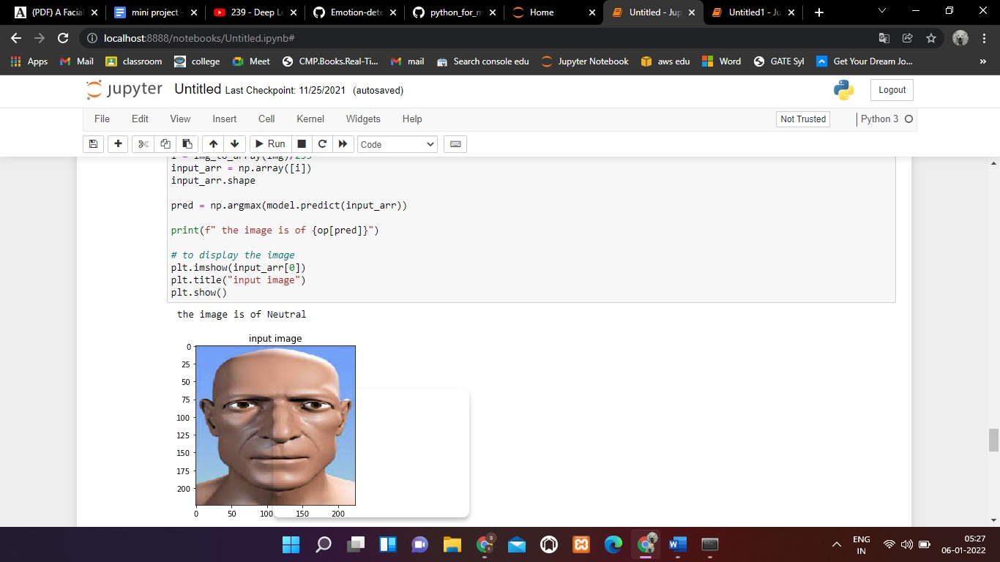 (PDF) A Facial
mini project -
239 - Deep Le
Emotion-dete
python_for_m
Home
Untitled - Jup
Untitled1 - Ju
localhost:8888/notebooks/Untitled.ipynb#
Apps
Mail
classroom
college
Meet
CMP.Books.Real-Ti...
mail
Search console edu
Jupyter Notebook
aws edu
Word
GATE Syl
Get Your Dream Jo...
»
jupyter Untitled Last Checkpoint: 11/25/2021 (autosaved)
Logout
File Edit View Insert Cell Kernel Widgets Help
Not Trusted
Python 3
Run
Code
i = img_to_array(img)/255
input_arr = np.array([i])
input_arr.shape
pred = np.argmax(model.predict(input_arr))
print(f" the image is of {op[pred]}")
# to display the image
plt.imshow(input_arr[0])
plt.title("input image")
plt.show()
the image is of Neutral
input image
0
25
50
75
100
125
150
175
200
0 50 100 150 200
ENG
IN
05:27
06-01-2022